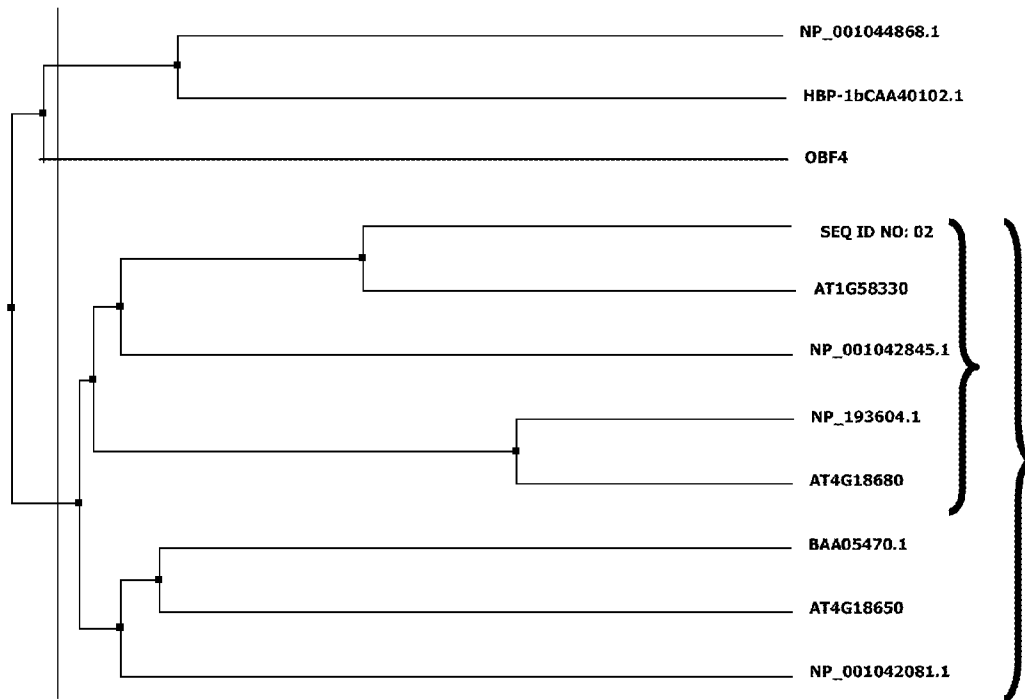 NP_001044868.1
HBP-1bCAA40102.1
OBF4
SEQ ID NO: 02
AT1G58330
NP_001042845.1
NP_193604.1
AT4G18680
BAA05470.1
AT4G18650
NP_001042081.1